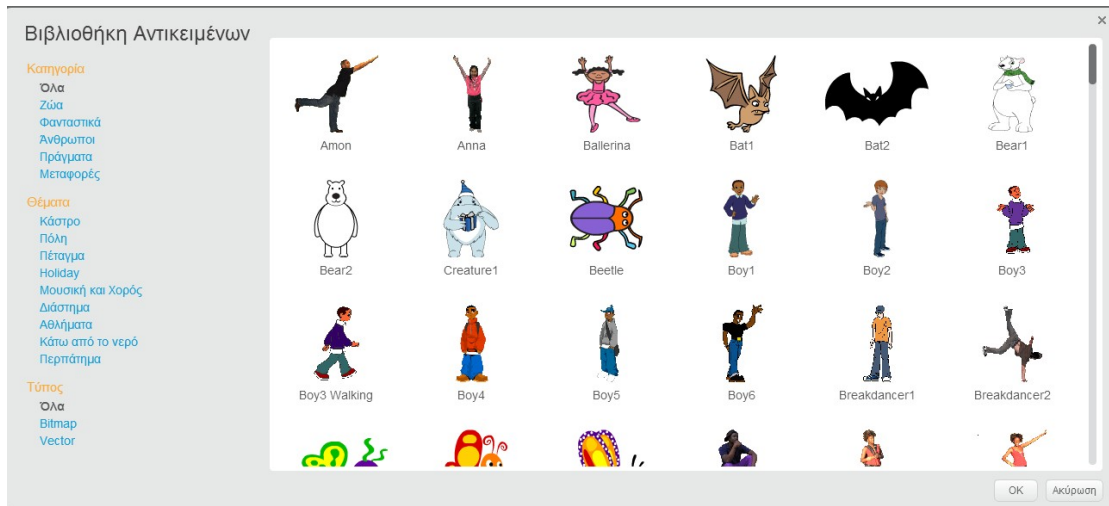 Βιβλιοθήκη Αντικειμένων
×
Κατηγορία
Όλα
Ζώα
Φανταστικά
Άνθρωποι
Πράγματα
Μεταφορές
Θέματα
Κάστρο
Πόλη
Πέταγμα
Holiday
Μουσική και Χορός
Διάστημα
Αθλήματα
Κάτω από το νερό
Περπάτημα
Τύπος
Όλα
Bitmap
Vector
Amon Anna Ballerina Bat1 Bat2 Bear1
Bear2 Creature1 Beetle Boy1 Boy2 Boy3
Boy3 Walking Boy4 Boy5 Boy6 Breakdancer1 Breakdancer2
OK Ακύρωση